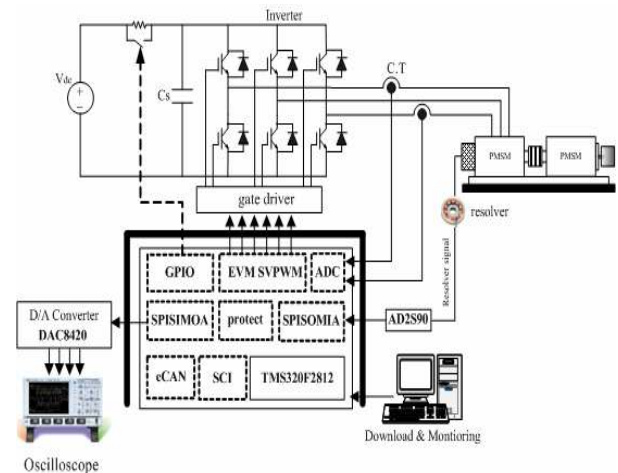 Inverter
Vdc
+
−
Cs
C.T
PMSM
PMSM
gate driver
resolver
Resolver signal
GPIO
EVM SVPWM
ADC
D/A Converter
DAC8420
SPISIMOA
protect
SPISOMIA
AD2S90
eCAN
SCI
TMS320F2812
Download & Montioring
Oscilloscope